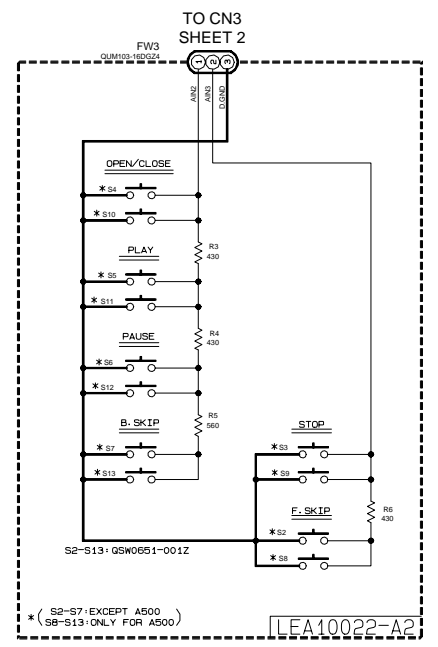 TO CN3
SHEET 2
FW3
QUM103-16DGZ4
1 2 3
AIN2
AIN3
D.GND
OPEN/CLOSE
* S4
* S10
R3
430
PLAY
* S5
* S11
R4
430
PAUSE
* S6
* S12
R5
560
B.SKIP
* S7
* S13
STOP
* S3
* S9
R6
430
F.SKIP
* S2
* S8
S2-S13:QSW0651-001Z
*( S2-S7:EXCEPT A500
S8-S13:ONLY FOR A500 )
LEA10022-A2